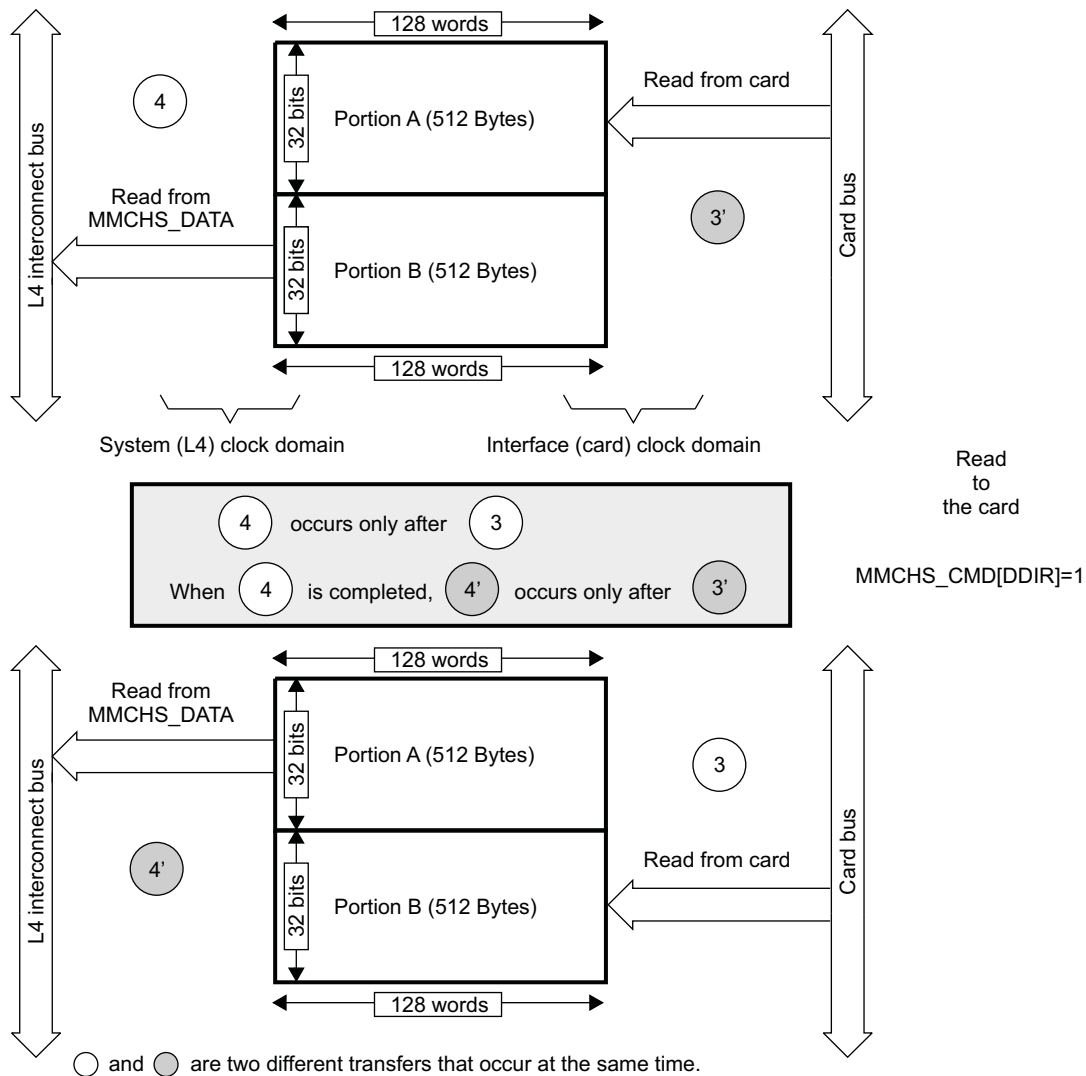 128 words
4
Read from card
32 bits
Portion A (512 Bytes)
L4 interconnect bus
Card bus
Read from
MMCHS_DATA
3’
32 bits
Portion B (512 Bytes)
128 words
System (L4) clock domain
Interface (card) clock domain
Read
to
the card
4 occurs only after 3
When 4 is completed, 4’ occurs only after 3’
MMCHS_CMD[DDIR]=1
128 words
Read from
MMCHS_DATA
32 bits
Portion A (512 Bytes)
3
L4 interconnect bus
Card bus
4’
Read from card
32 bits
Portion B (512 Bytes)
128 words
and are two different transfers that occur at the same time.